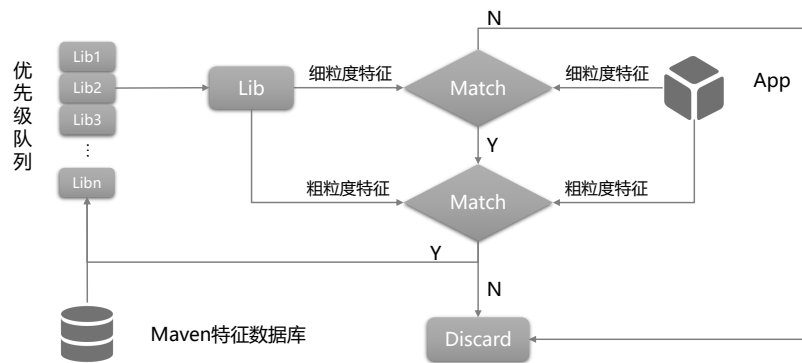 优先级队列
Lib1
Lib2
Lib3
...
Libn
Lib
细粒度特征
Match
细粒度特征
App
N
Y
粗粒度特征
Match
粗粒度特征
Y
N
Maven特征数据库
Discard